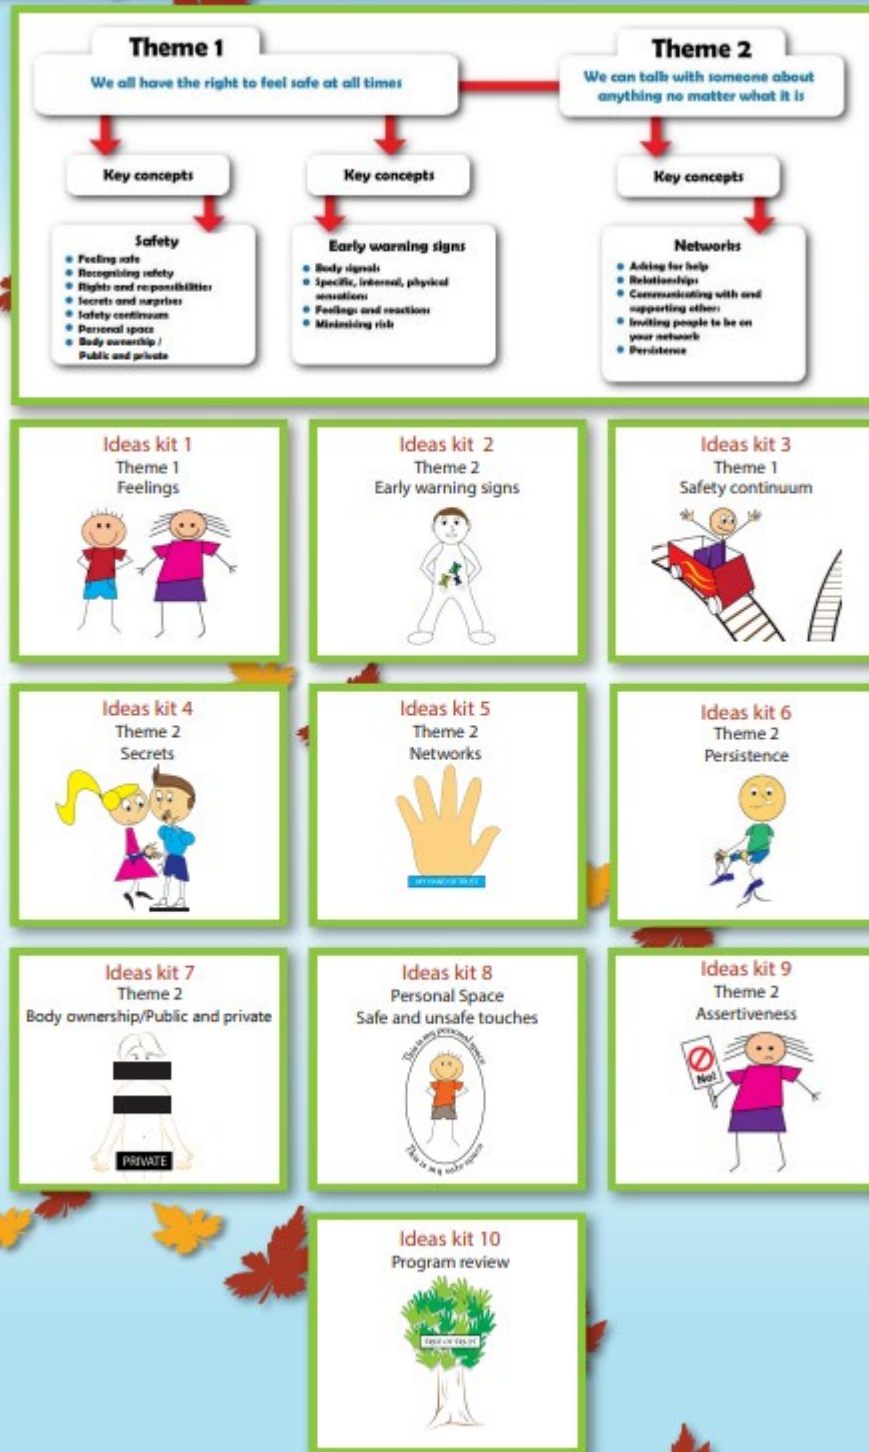 Theme 1
We all have the right to feel safe at all times
Theme 2
We can talk with someone about
anything no matter what it is
Key concepts
Key concepts
Key concepts
Safety
Feeling safe
Recognising safety
Rights and responsibilities
Secrets and surprises
Safety continuum
Personal space
Body ownership /
Public and private
Early warning signs
Body signals
Specific, internal, physical
sensations
Feelings and reactions
Minimising risk
Networks
Asking for help
Relationships
Communicating with and
supporting others
Inviting people to be on
your network
Persistence
Ideas kit 1
Theme 1
Feelings
Ideas kit 2
Theme 2
Early warning signs
Ideas kit 3
Theme 1
Safety continuum
Ideas kit 4
Theme 2
Secrets
Ideas kit 5
Theme 2
Networks
MY HAND OF TRUST
Ideas kit 6
Theme 2
Persistence
Ideas kit 7
Theme 2
Body ownership/Public and private
PRIVATE
Ideas kit 8
Personal Space
Safe and unsafe touches
This is my personal space
This is my safe space
Ideas kit 9
Theme 2
Assertiveness
No!
Ideas kit 10
Program review
TREE OF TRUST